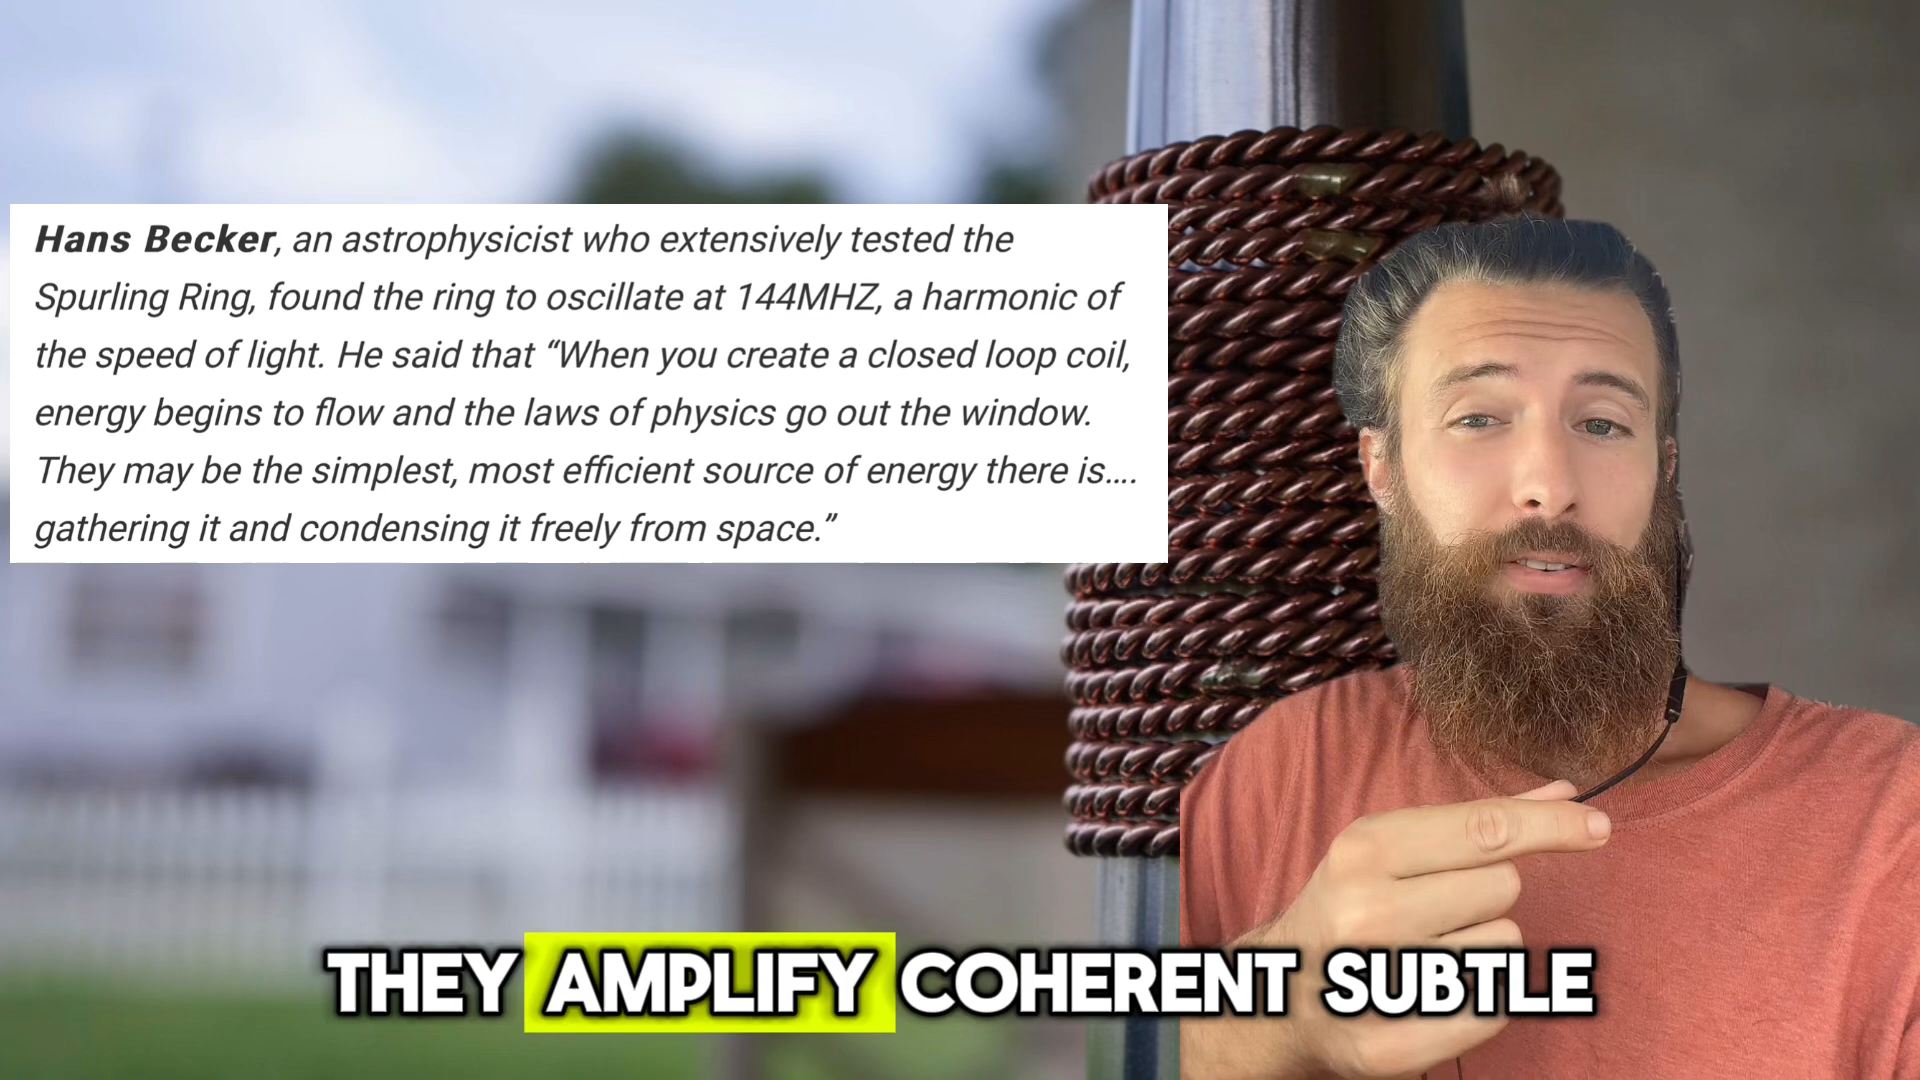 Hans Becker, an astrophysicist who extensively tested the
Spurling Ring, found the ring to oscillate at 144MHZ, a harmonic of
the speed of light. He said that “When you create a closed loop coil,
energy begins to flow and the laws of physics go out the window.
They may be the simplest, most efficient source of energy there is....
gathering it and condensing it freely from space.”
THEY AMPLIFY COHERENT SUBTLE